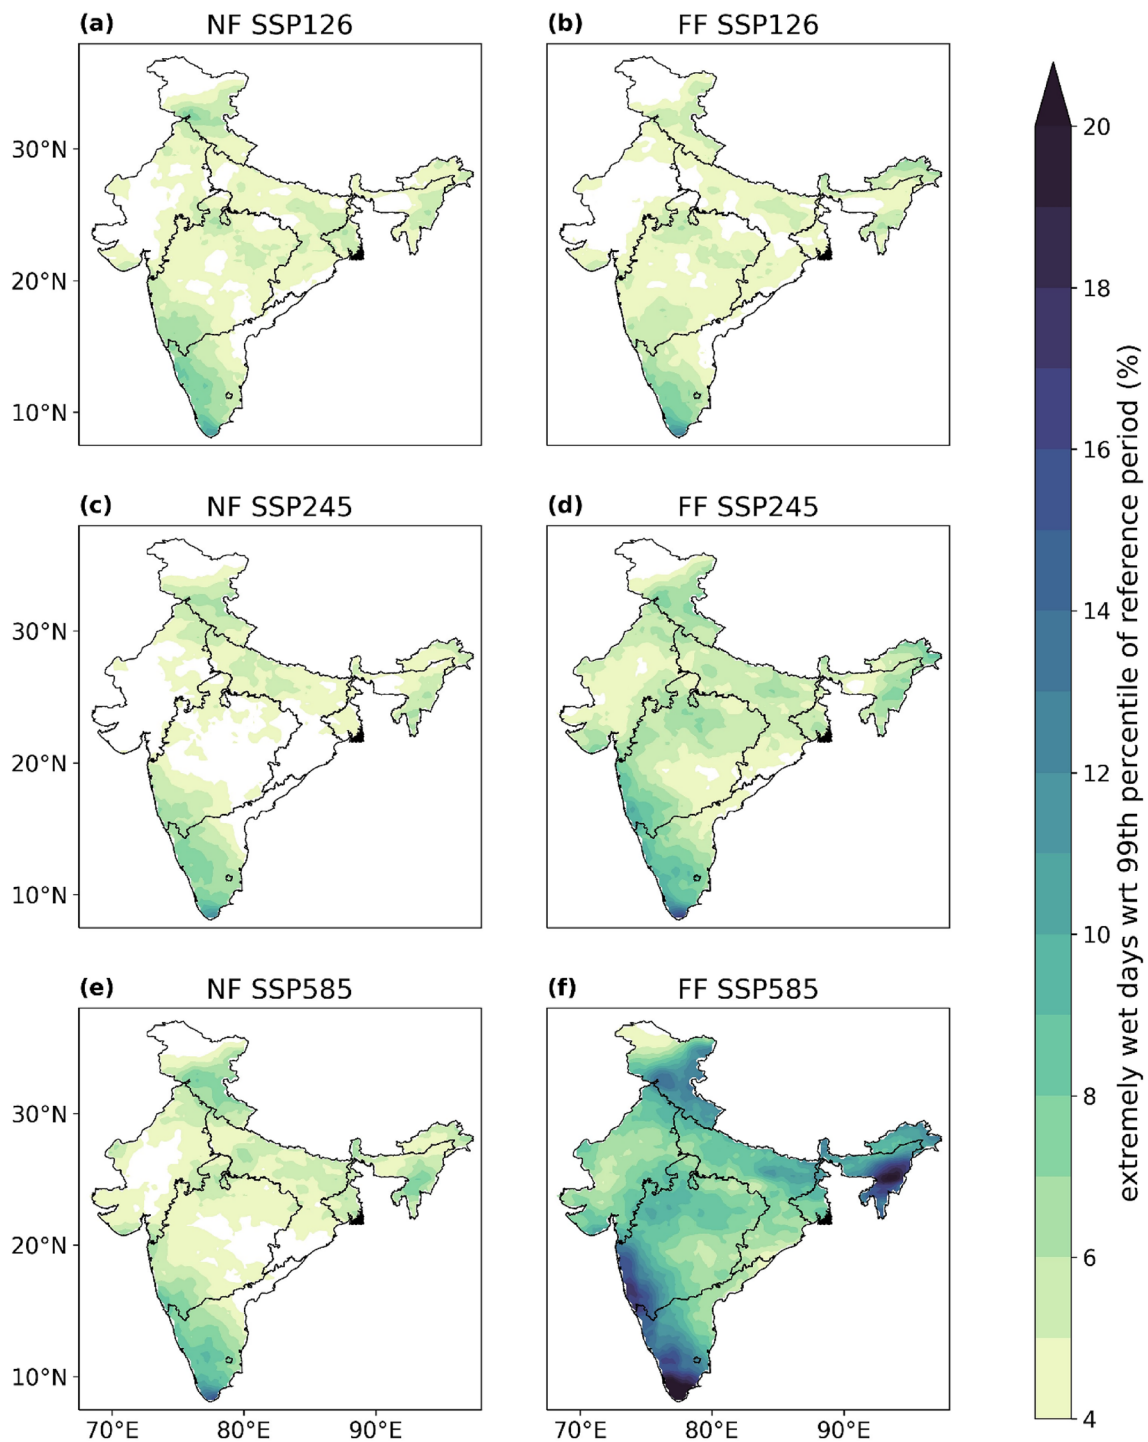 (a) NF SSP126
(b) FF SSP126
30°N
20°N
10°N
(c) NF SSP245
(d) FF SSP245
30°N
20°N
10°N
(e) NF SSP585
(f) FF SSP585
30°N
20°N
10°N
70°E 80°E 90°E
70°E 80°E 90°E
20
18
16
14
12
10
8
6
4
extremely wet days wrt 99th percentile of reference period (%)